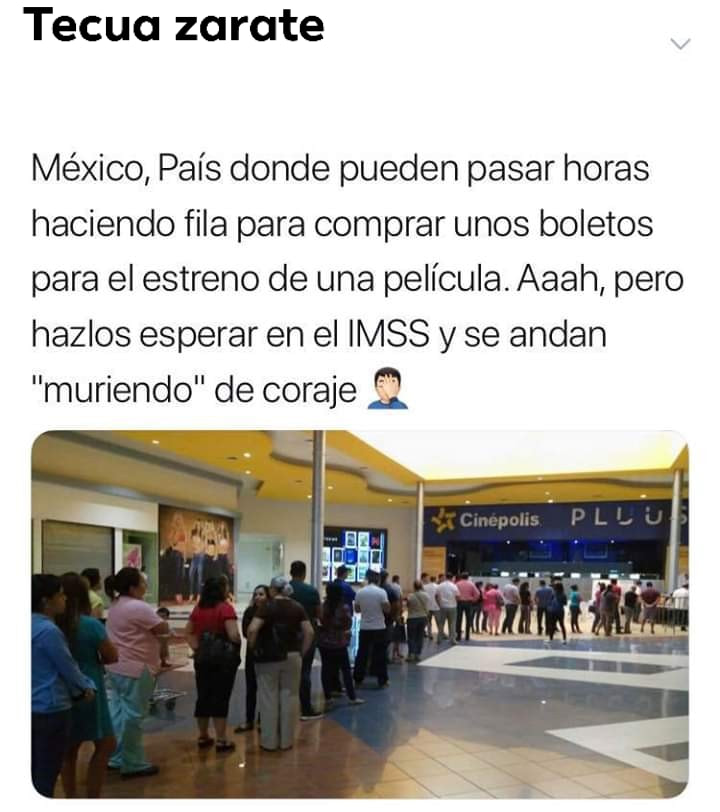 Tecua zarate
México, País donde pueden pasar horas
haciendo fila para comprar unos boletos
para el estreno de una película. Aaah, pero
hazlos esperar en el IMSS y se andan
"muriendo" de coraje 🤦🏻‍♂️
Cinépolis PLUUS